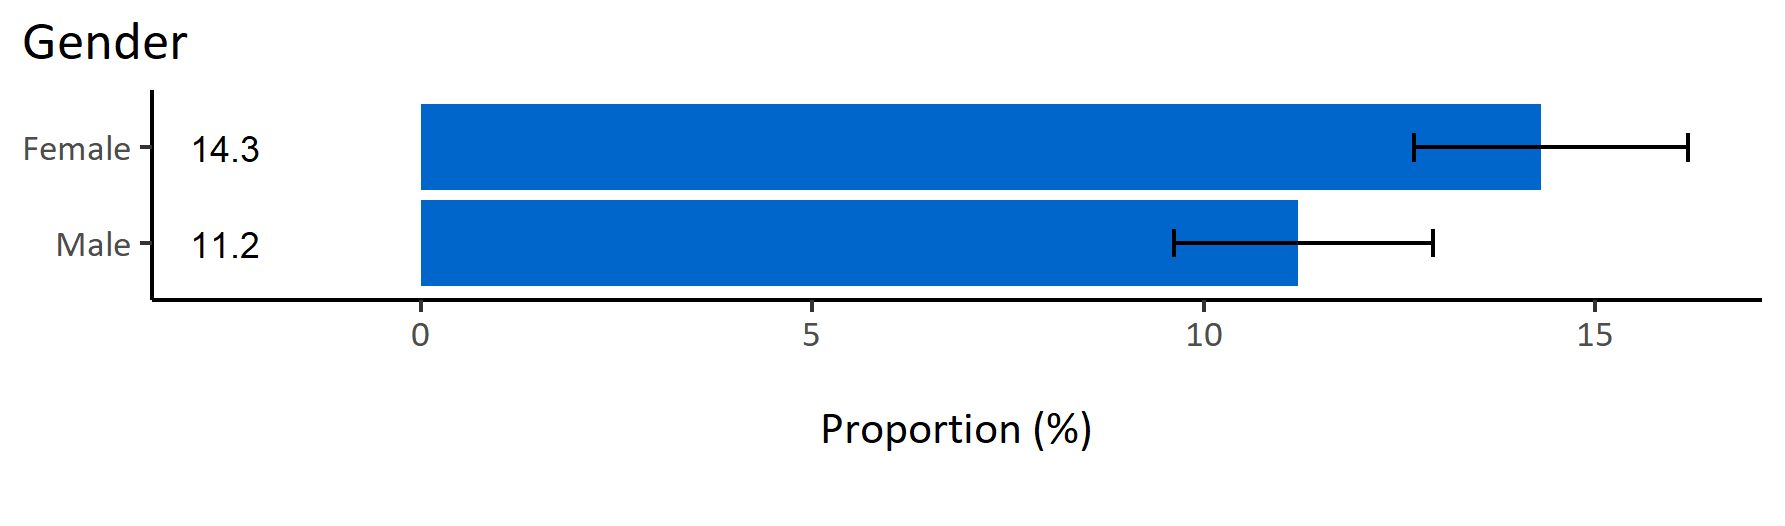 Gender
Female 14.3
Male 11.2
0 5 10 15
Proportion (%)